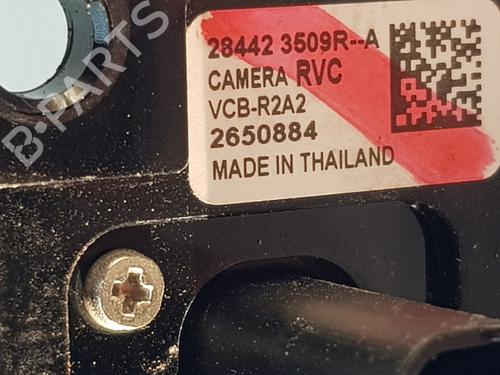 28442 3509R--A
CAMERA RVC
VCB-R2A2
2650884
MADE IN THAILAND
B-PARTS